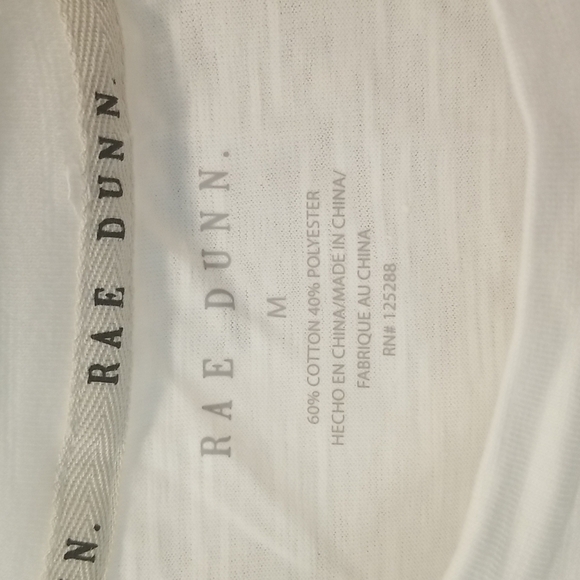 RAE DUNN.
N.
RAE DUNN.
M
60% COTTON 40% POLYESTER
HECHO EN CHINA/MADE IN CHINA/
FABRIQUE AU CHINA
RN# 125288